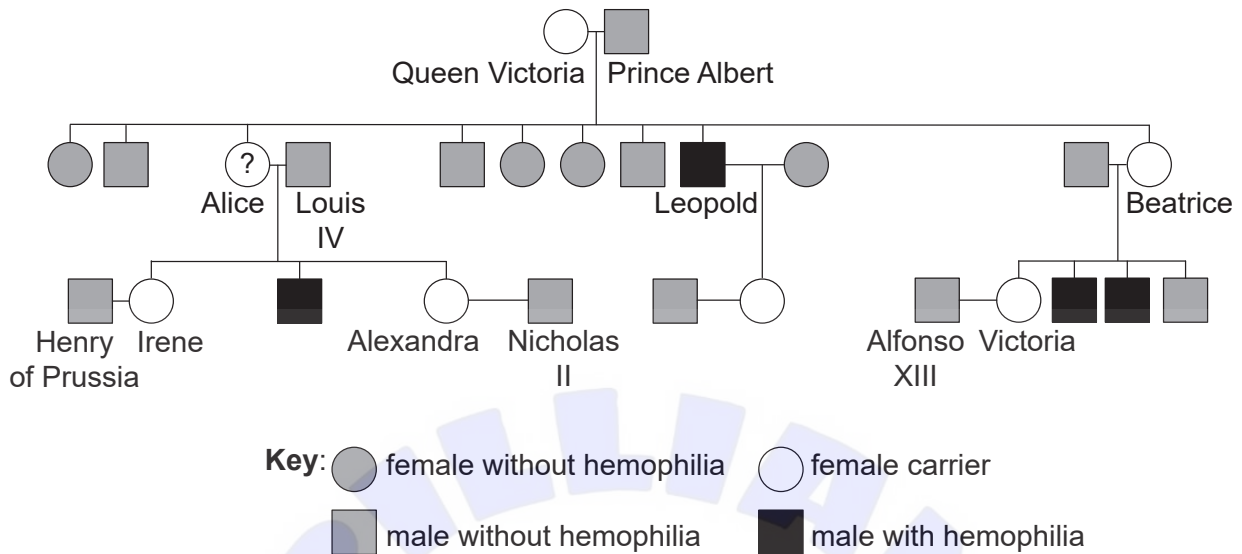 Queen Victoria Prince Albert
?
Alice Louis IV Leopold Beatrice
Henry of Prussia Irene Alexandra Nicholas II Alfonso XIII Victoria
Key: female without hemophilia female carrier
male without hemophilia male with hemophilia